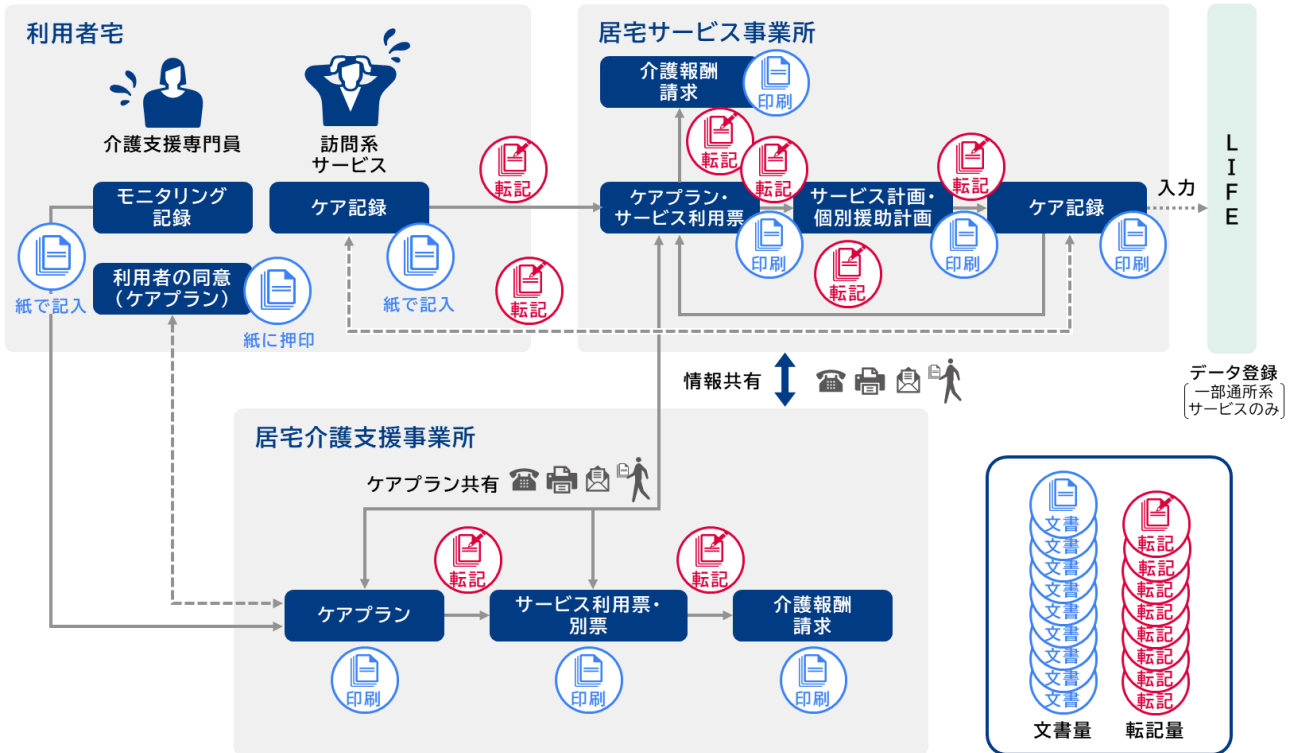 利用者宅
介護支援専門員
訪問系
サービス
モニタリング
記録
ケア記録
転記
紙で記入
利用者の同意
（ケアプラン）
紙に押印
紙で記入
転記
居宅サービス事業所
介護報酬
請求
印刷
転記
転記
転記
ケアプラン・
サービス利用票
サービス計画・
個別援助計画
ケア記録
印刷
印刷
印刷
転記
入力
LIFE
データ登録
一部通所系
サービスのみ
情報共有
居宅介護支援事業所
ケアプラン共有
転記
転記
ケアプラン
サービス利用票・
別票
介護報酬
請求
印刷
印刷
印刷
文書
文書
文書
文書
文書
文書
文書
文書
文書
文書量
転記
転記
転記
転記
転記
転記
転記
転記
転記量